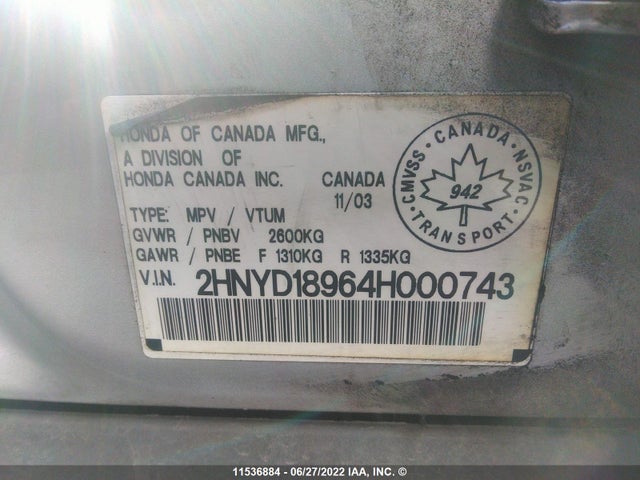 HONDA OF CANADA MFG.,
A DIVISION OF
HONDA CANADA INC. CANADA
11/03
TYPE: MPV / VTUM
GVWR / PNBV 2600KG
GAWR / PNBE F 1310KG R 1335KG
V.I.N. 2HNYD18964H000743
CMVSS • CANADA • NSVAC
942
TRANSPORT
11536884 - 06/27/2022 IAA, INC. ©